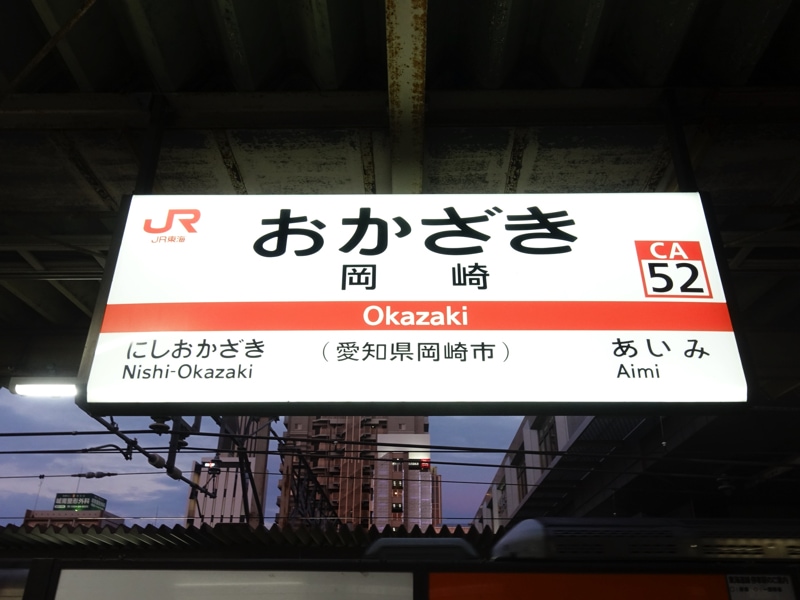 JR
JR東海
おかざき
岡崎
CA
52
Okazaki
にしおかざき
Nishi-Okazaki
(愛知県岡崎市)
あいみ
Aimi